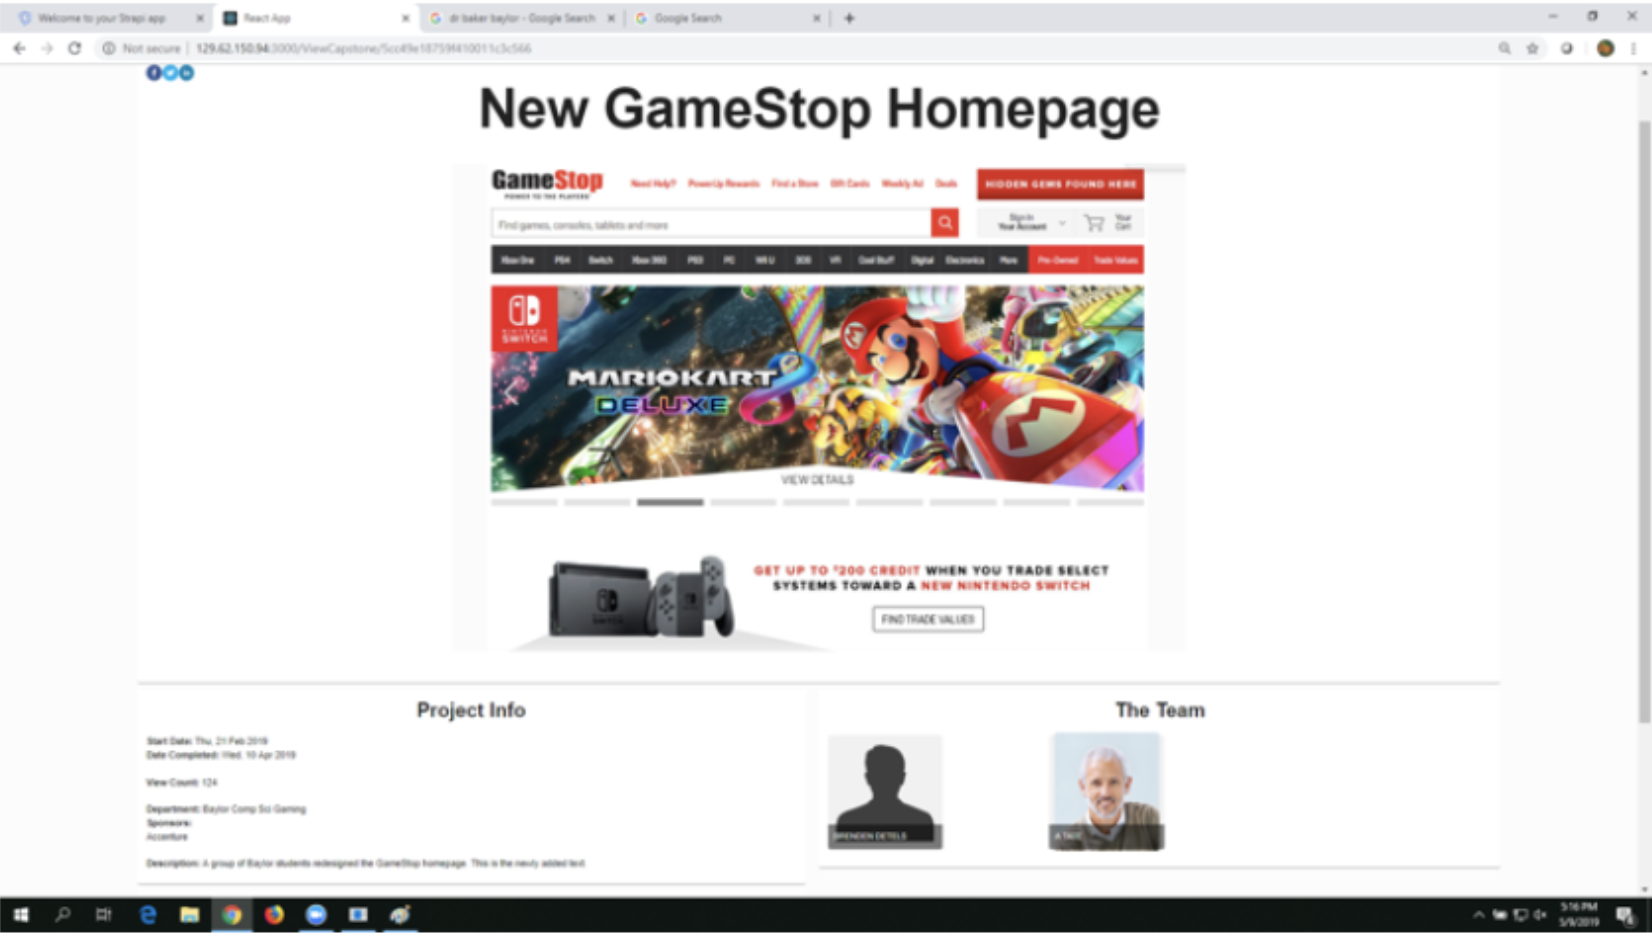 Welcome to your Strapi app
React App
dr baker baylor - Google Search
Google Search
Not secure | 129.62.150.94:3000/ViewCapstone/
New GameStop Homepage
GameStop
POWER TO THE PLAYERS
Need Help? PowerUp Rewards Find a Store Gift Cards Weekly Ad Deals
HIDDEN GEMS FOUND HERE
Find games, consoles, tablets and more
Sign In
Your Account
Your
Cart
Xbox One PS4 Switch Xbox 360 PS3 PC Wii U 3DS VR Cool Stuff Digital Electronics More Pre-Owned Trade Values
NINTENDO
SWITCH
MARIOKART 8
DELUXE
VIEW DETAILS
GET UP TO $200 CREDIT WHEN YOU TRADE SELECT
SYSTEMS TOWARD A NEW NINTENDO SWITCH
FIND TRADE VALUES
Project Info
Start Date: Thu, 21 Feb 2019
Date Completed: Wed, 10 Apr 2019
View Count: 124
Department: Baylor Comp Sci Gaming
Sponsors:
Accenture
Description: A group of Baylor students redesigned the GameStop homepage. This is the newly added text
The Team
BRENDEN DETELS
5:16 PM
5/9/2019